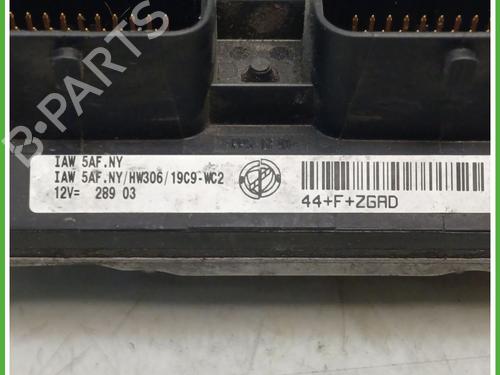 B-PARTS
IAW 5AF.NY
IAW 5AF.NY/HW306/19C9-WC2
12V= 289 03
44+F+ZGAD